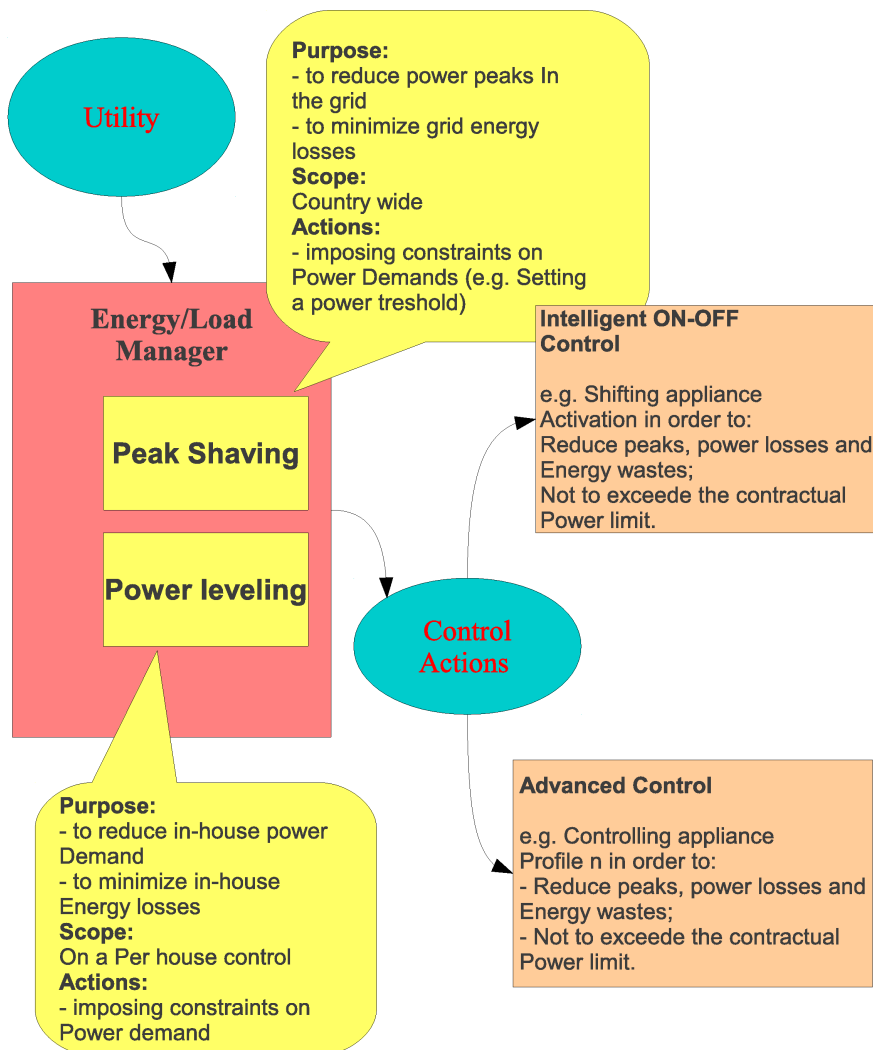 Utility
Purpose:
- to reduce power peaks In
the grid
- to minimize grid energy
losses
Scope:
Country wide
Actions:
- imposing constraints on
Power Demands (e.g. Setting
a power treshold)
Energy/Load
Manager
Peak Shaving
Power leveling
Intelligent ON-OFF
Control
e.g. Shifting appliance
Activation in order to:
Reduce peaks, power losses and
Energy wastes;
Not to exceede the contractual
Power limit.
Control
Actions
Advanced Control
e.g. Controlling appliance
Profile n in order to:
- Reduce peaks, power losses and
Energy wastes;
- Not to exceede the contractual
Power limit.
Purpose:
- to reduce in-house power
Demand
- to minimize in-house
Energy losses
Scope:
On a Per house control
Actions:
- imposing constraints on
Power demand